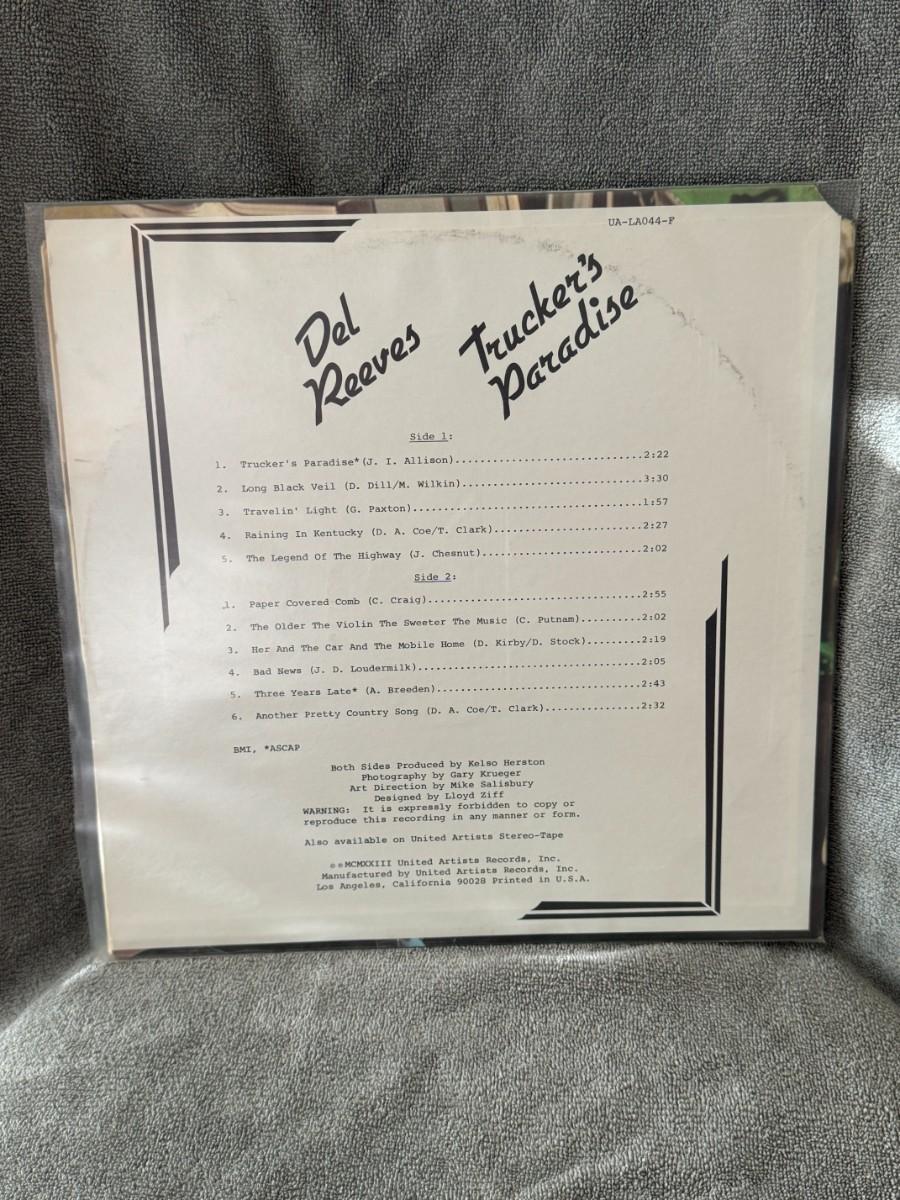 UA-LA044-F
Del
Reeves
Trucker's
Paradise
Side 1:
1. Trucker's Paradise* (J. I. Allison)............................2:22
2. Long Black Veil (D. Dill/M. Wilkin)...........................3:30
3. Travelin' Light (G. Paxton)...................................1:57
4. Raining In Kentucky (D. A. Coe/T. Clark)......................2:27
5. The Legend Of The Highway (J. Chesnut)........................2:02
Side 2:
1. Paper Covered Comb (C. Craig)................................2:55
2. The Older The Violin The Sweeter The Music (C. Putnam).........2:02
3. Her And The Car And The Mobile Home (D. Kirby/D. Stock)........2:19
4. Bad News (J. D. Loudermilk)..................................2:05
5. Three Years Late* (A. Breeden)...............................2:43
6. Another Pretty Country Song (D. A. Coe/T. Clark)..............2:32
BMI, *ASCAP
Both Sides Produced by Kelso Herston
Photography by Gary Krueger
Art Direction by Mike Salisbury
Designed by Lloyd Ziff
WARNING: It is expressly forbidden to copy or
reproduce this recording in any manner or form.
Also available on United Artists Stereo-Tape
℗©MCMXXIII United Artists Records, Inc.
Manufactured by United Artists Records, Inc.
Los Angeles, California 90028 Printed in U.S.A.